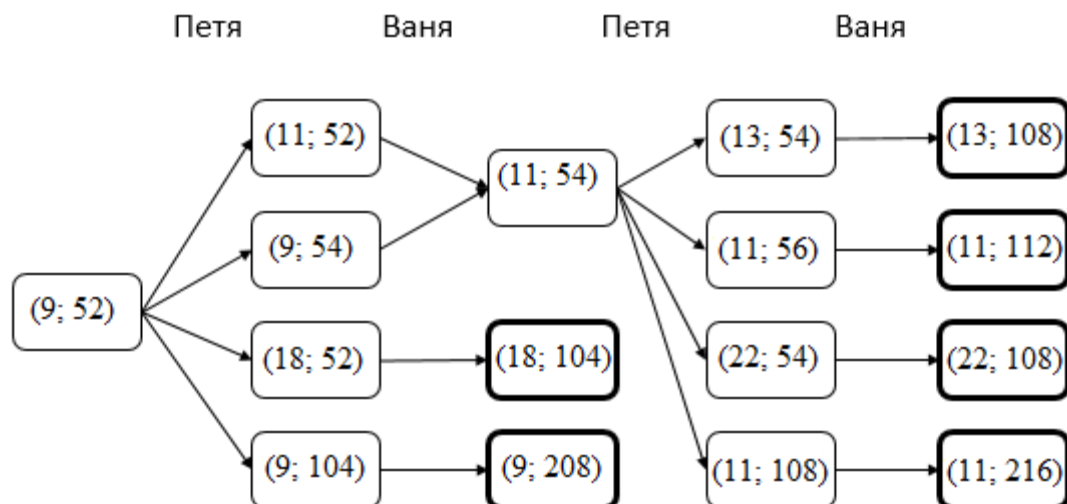 Петя Ваня Петя Ваня
(11; 52) (13; 54) (13; 108)
(11; 54)
(9; 54) (11; 56) (11; 112)
(9; 52)
(18; 52) (18; 104) (22; 54) (22; 108)
(9; 104) (9; 208) (11; 108) (11; 216)